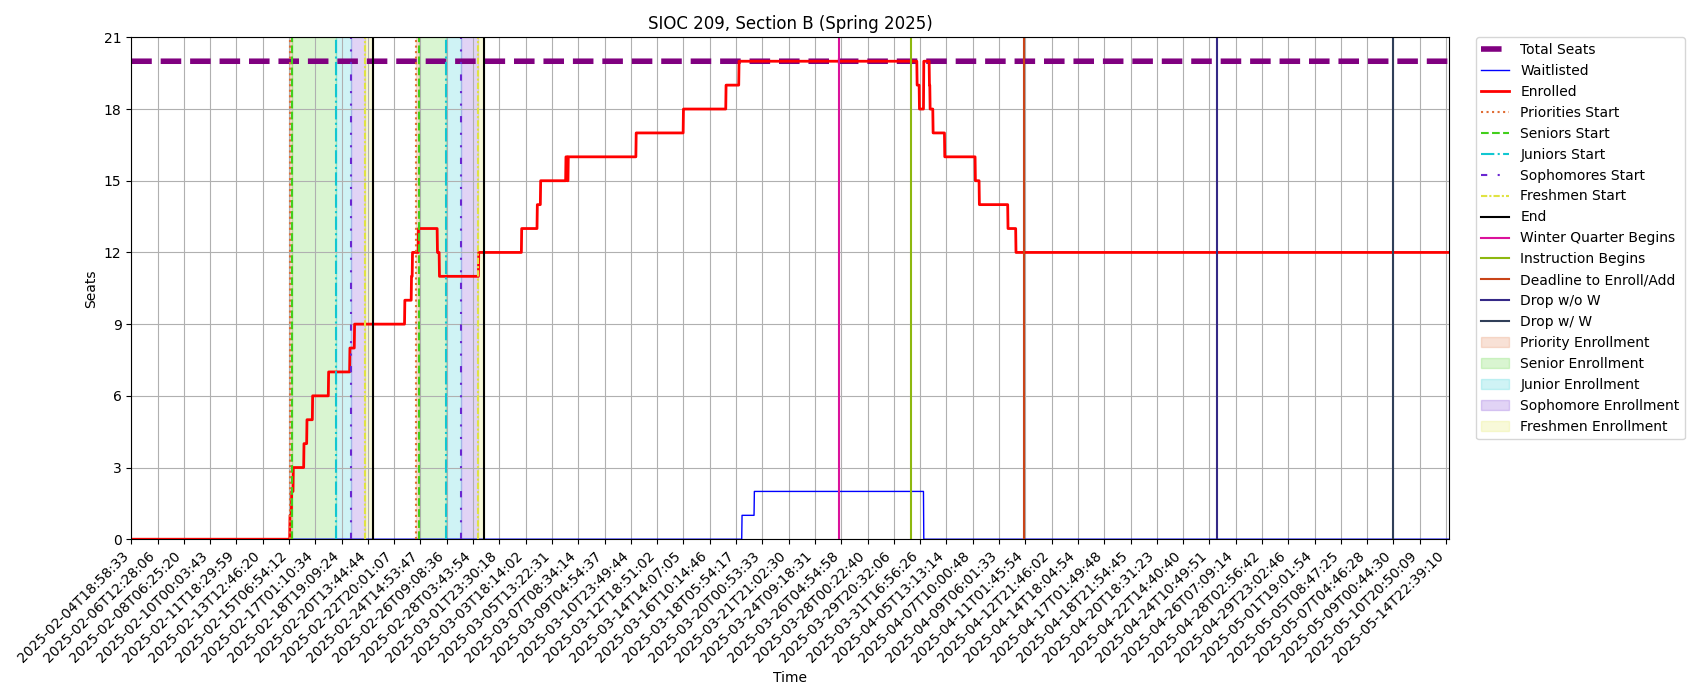 SIOC 209, Section B (Spring 2025)
21
18
15
12
9
6
3
0
Seats
2025-02-04T18:58:33
2025-02-06T12:28:06
2025-02-08T06:25:20
2025-02-10T00:03:43
2025-02-11T18:29:59
2025-02-13T12:46:20
2025-02-15T06:54:12
2025-02-17T01:10:34
2025-02-18T19:09:24
2025-02-20T13:44:44
2025-02-22T20:01:07
2025-02-24T14:53:47
2025-02-26T09:08:36
2025-02-28T03:43:54
2025-03-01T23:30:18
2025-03-03T18:14:02
2025-03-05T13:22:31
2025-03-07T08:34:14
2025-03-09T04:54:37
2025-03-10T23:49:44
2025-03-12T18:51:02
2025-03-14T14:07:05
2025-03-16T10:14:46
2025-03-18T05:54:17
2025-03-20T00:53:33
2025-03-21T21:02:30
2025-03-24T09:18:31
2025-03-26T04:54:58
2025-03-28T00:22:40
2025-03-29T20:32:06
2025-03-31T16:56:28
2025-04-05T13:13:14
2025-04-07T10:00:48
2025-04-09T06:01:33
2025-04-11T01:45:54
2025-04-12T21:46:02
2025-04-14T18:04:54
2025-04-17T01:49:48
2025-04-18T21:54:45
2025-04-20T18:31:23
2025-04-22T14:40:40
2025-04-24T10:49:51
2025-04-26T07:09:14
2025-04-28T02:56:42
2025-04-29T23:02:46
2025-05-01T19:01:54
2025-05-05T08:47:25
2025-05-07T04:46:28
2025-05-09T00:44:30
2025-05-10T20:50:09
2025-05-14T22:39:10
Time
Total Seats
Waitlisted
Enrolled
Priorities Start
Seniors Start
Juniors Start
Sophomores Start
Freshmen Start
End
Winter Quarter Begins
Instruction Begins
Deadline to Enroll/Add
Drop w/o W
Drop w/ W
Priority Enrollment
Senior Enrollment
Junior Enrollment
Sophomore Enrollment
Freshmen Enrollment